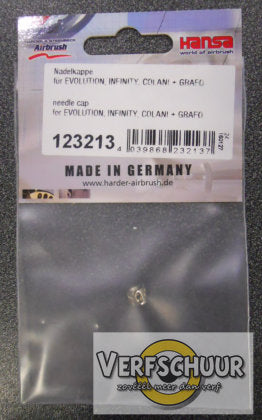 Airbrush
Hansa
world of airbrush
Nadelkappe
für EVOLUTION, INFINITY, COLANI + GRAFO
needle cap
for EVOLUTION, INFINITY, COLANI + GRAFO
123213
4 039868 232137
MADE IN GERMANY
www.harder-airbrush.de
VERFSCHUUR
zoveel meer dan verf